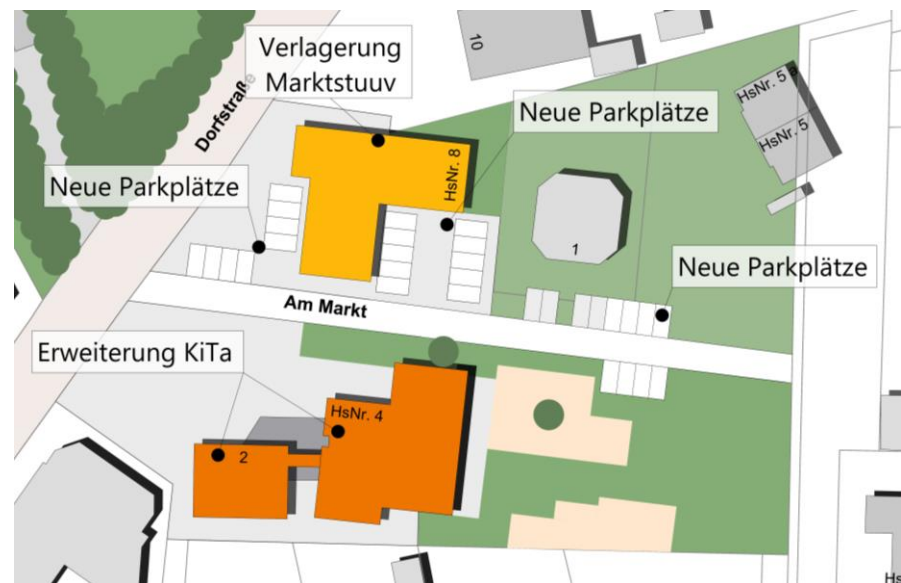 10
Verlagerung
Marktstuuv
Neue Parkplätze
HsNr. 5 a
HsNr. 5
Dorfstraße
HsNr. 8
Neue Parkplätze
1
Neue Parkplätze
Am Markt
Erweiterung KiTa
HsNr. 4
2
Hs